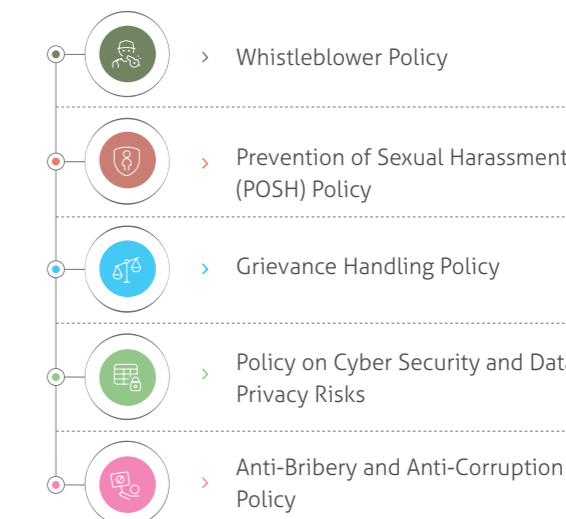 Whistleblower Policy
Prevention of Sexual Harassment
(POSH) Policy
Grievance Handling Policy
Policy on Cyber Security and Data
Privacy Risks
Anti-Bribery and Anti-Corruption
Policy